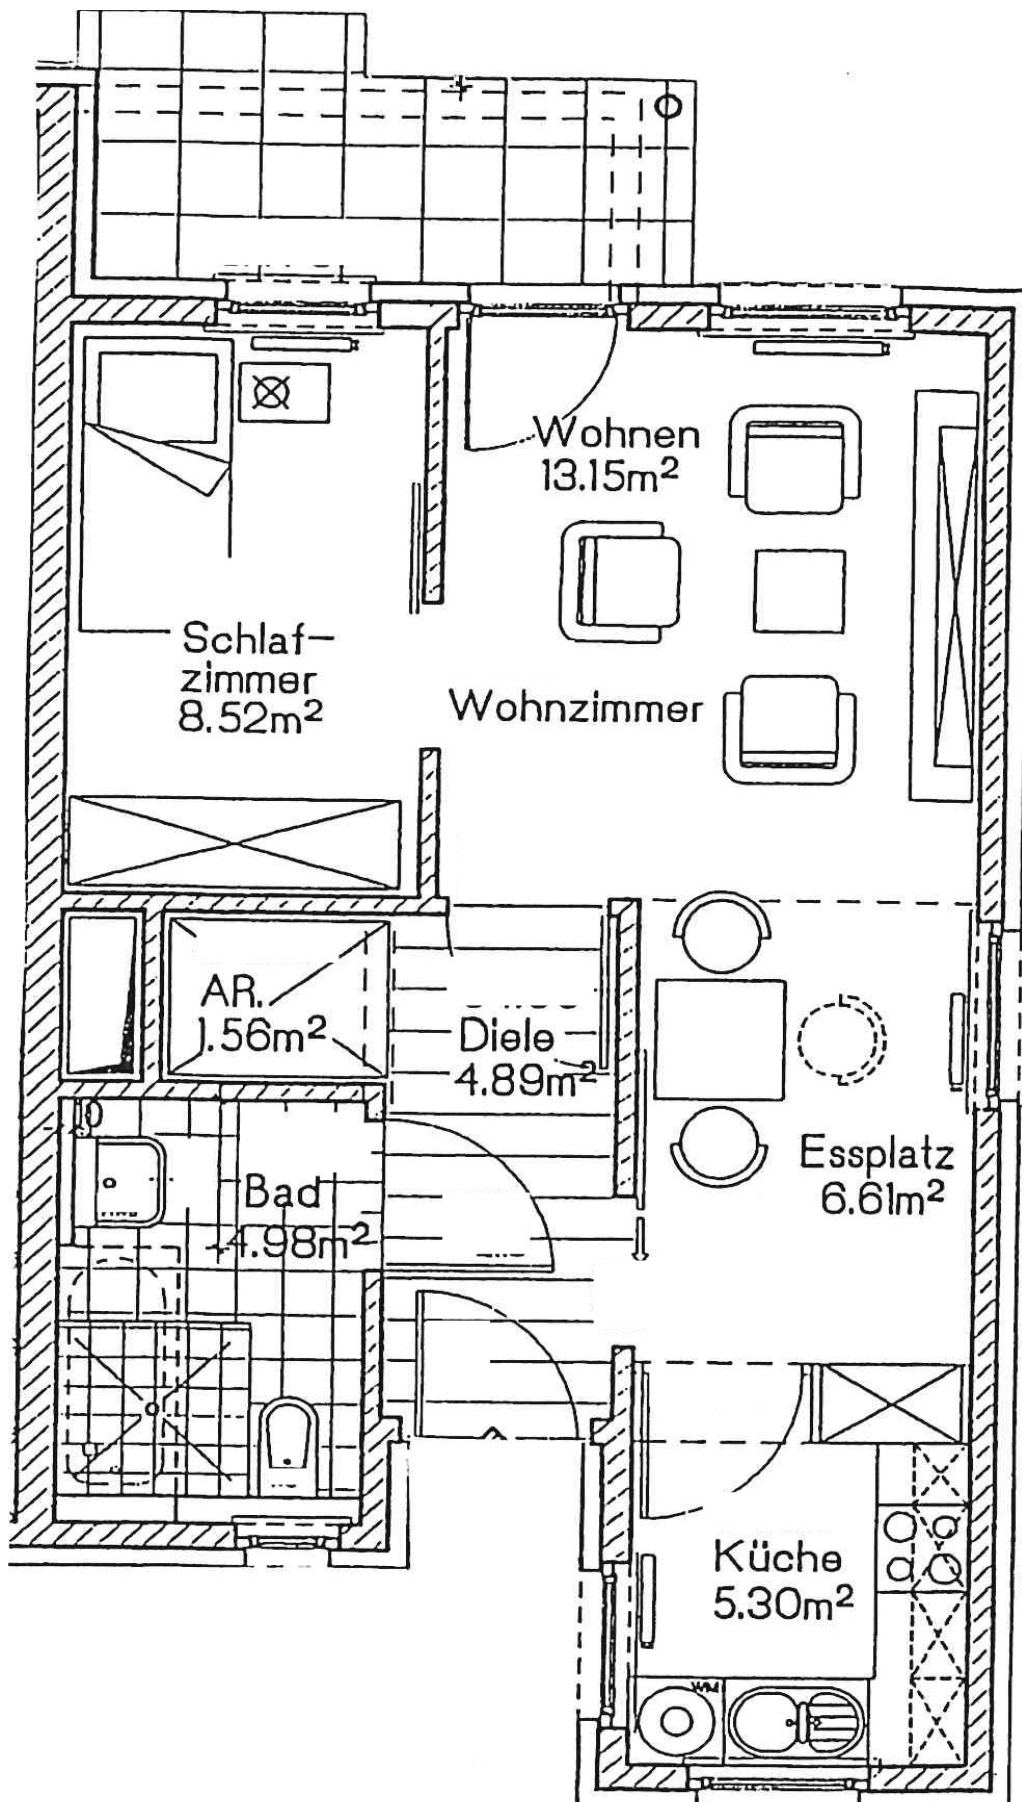 Wohnen
13.15m²
Schlaf-
zimmer
8.52m²
Wohnzimmer
AR.
1.56m²
Diele
4.89m²
Essplatz
6.61m²
Bad
4.98m²
Küche
5.30m²
WM